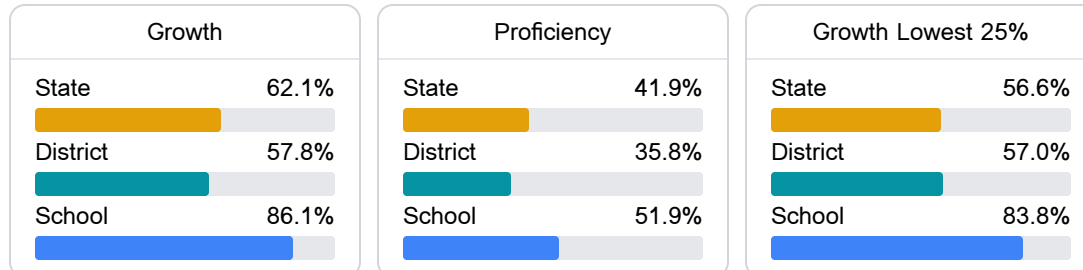 Growth
State 62.1%
District 57.8%
School 86.1%
Proficiency
State 41.9%
District 35.8%
School 51.9%
Growth Lowest 25%
State 56.6%
District 57.0%
School 83.8%